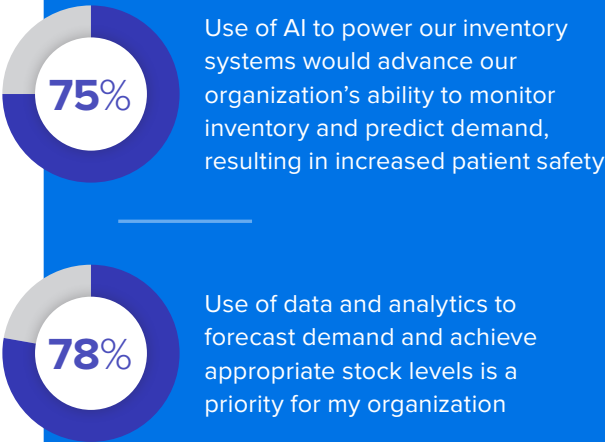 75%
Use of AI to power our inventory
systems would advance our
organization’s ability to monitor
inventory and predict demand,
resulting in increased patient safety
78%
Use of data and analytics to
forecast demand and achieve
appropriate stock levels is a
priority for my organization